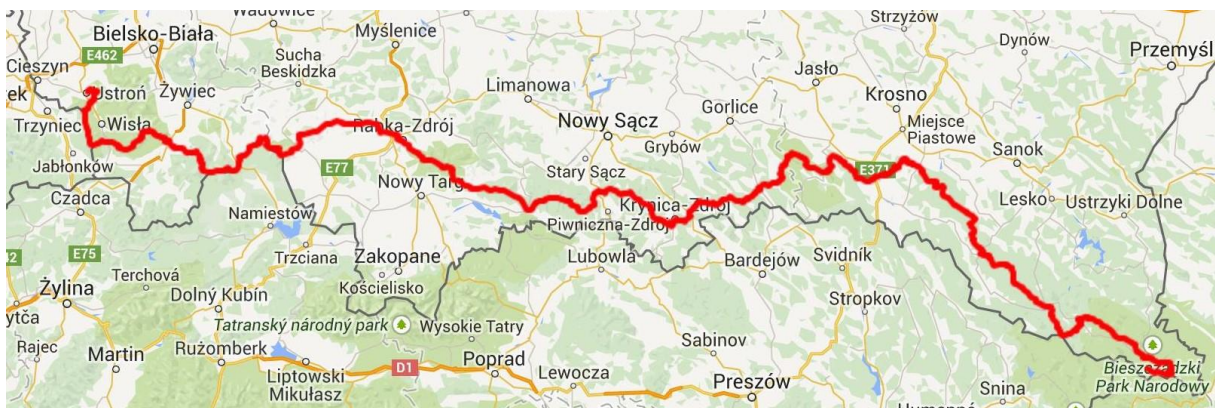 Wadowice
Strzyżów
Bielsko-Biała
Myślenice
Dynów
Przemyśl
E462
Sucha
Beskidzka
Cieszyn
Jasło
Limanowa
Krosno
ek
Ustroń
Żywiec
Gorlice
Trzyniec
Wisła
Rabka-Zdrój
Nowy Sącz
Miejsce
Piastowe
Grybów
Sanok
Jabłonków
E77
Stary Sącz
E371
Nowy Targ
Czadca
Krynica-Zdrój
Lesko
Ustrzyki Dolne
Namiestów
Piwniczna-Zdrój
E75
Trzciana
Zakopane
Lubowla
Bardejów
Svidník
Terchová
Kościelisko
Żylina
Dolný Kubín
Stropkov
ytča
Tatranský národný park
Wysokie Tatry
Sabinov
Rajec
Martin
Rużomberk
Poprad
D1
Liptowski
Mikułasz
Lewocza
Preszów
Snina
Bieszczadzki
Park Narodowy